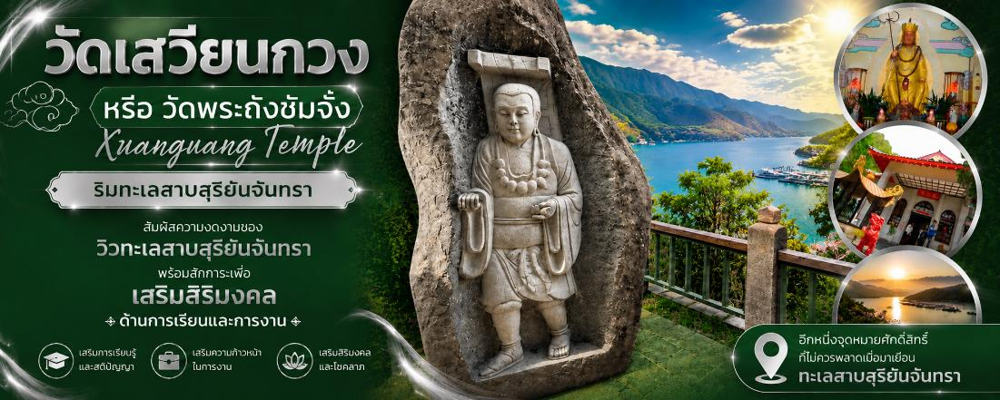 วัดเสวียนกวง
หรือ วัดพระถังซัมจั๋ง
Xuanguang Temple
ริมทะเลสาบสุริยันจันทรา
สัมผัสความงดงามของ
วิวทะเลสาบสุริยันจันทรา
พร้อมสักการะเพื่อ
เสริมสิริมงคล
ด้านการเรียนและการงาน
เสริมการเรียนรู้
และสติปัญญา
เสริมความก้าวหน้า
ในการงาน
เสริมสิริมงคล
และโชคลาภ
อีกหนึ่งจุดหมายศักดิ์สิทธิ์
ที่ไม่ควรพลาดเมื่อมาเยือน
ทะเลสาบสุริยันจันทรา